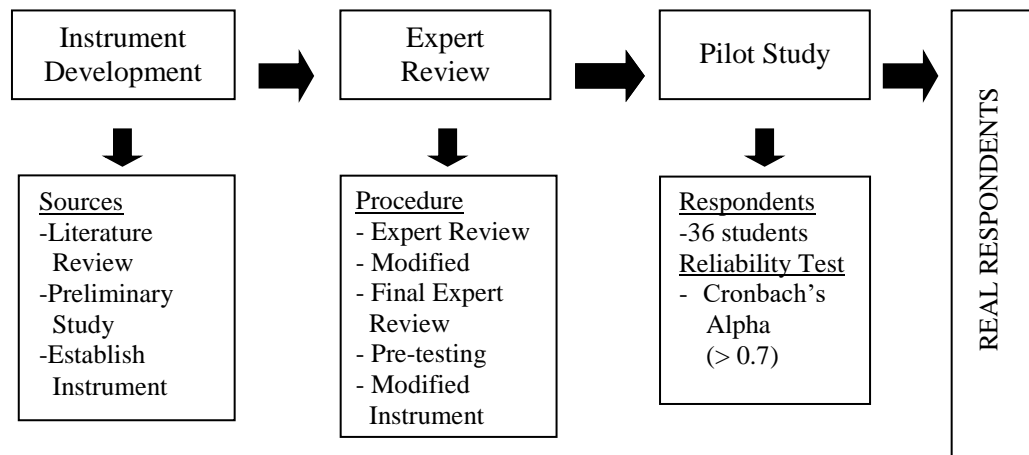 Instrument
Development
Expert
Review
Pilot Study
REAL RESPONDENTS
Sources
-Literature
Review
-Preliminary
Study
-Establish
Instrument
Procedure
- Expert Review
- Modified
- Final Expert
Review
- Pre-testing
- Modified
Instrument
Respondents
-36 students
Reliability Test
- Cronbach’s
Alpha
(> 0.7)